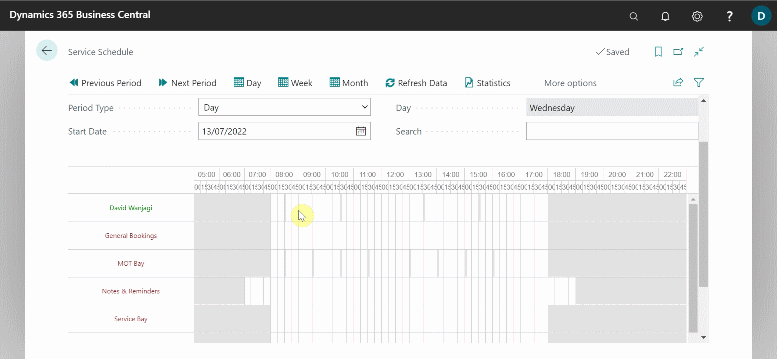 Dynamics 365 Business Central
? D
Service Schedule
Saved
Previous Period Next Period Day Week Month Refresh Data Statistics More options
Period Type Day Day Wednesday
Start Date 13/07/2022 Search
05:00 06:00 07:00 08:00 09:00 10:00 11:00 12:00 13:00 14:00 15:00 16:00 17:00 18:00 19:00 20:00 21:00 22:00
David Wanjagi
General Bookings
MOT Bay
Notes & Reminders
Service Bay